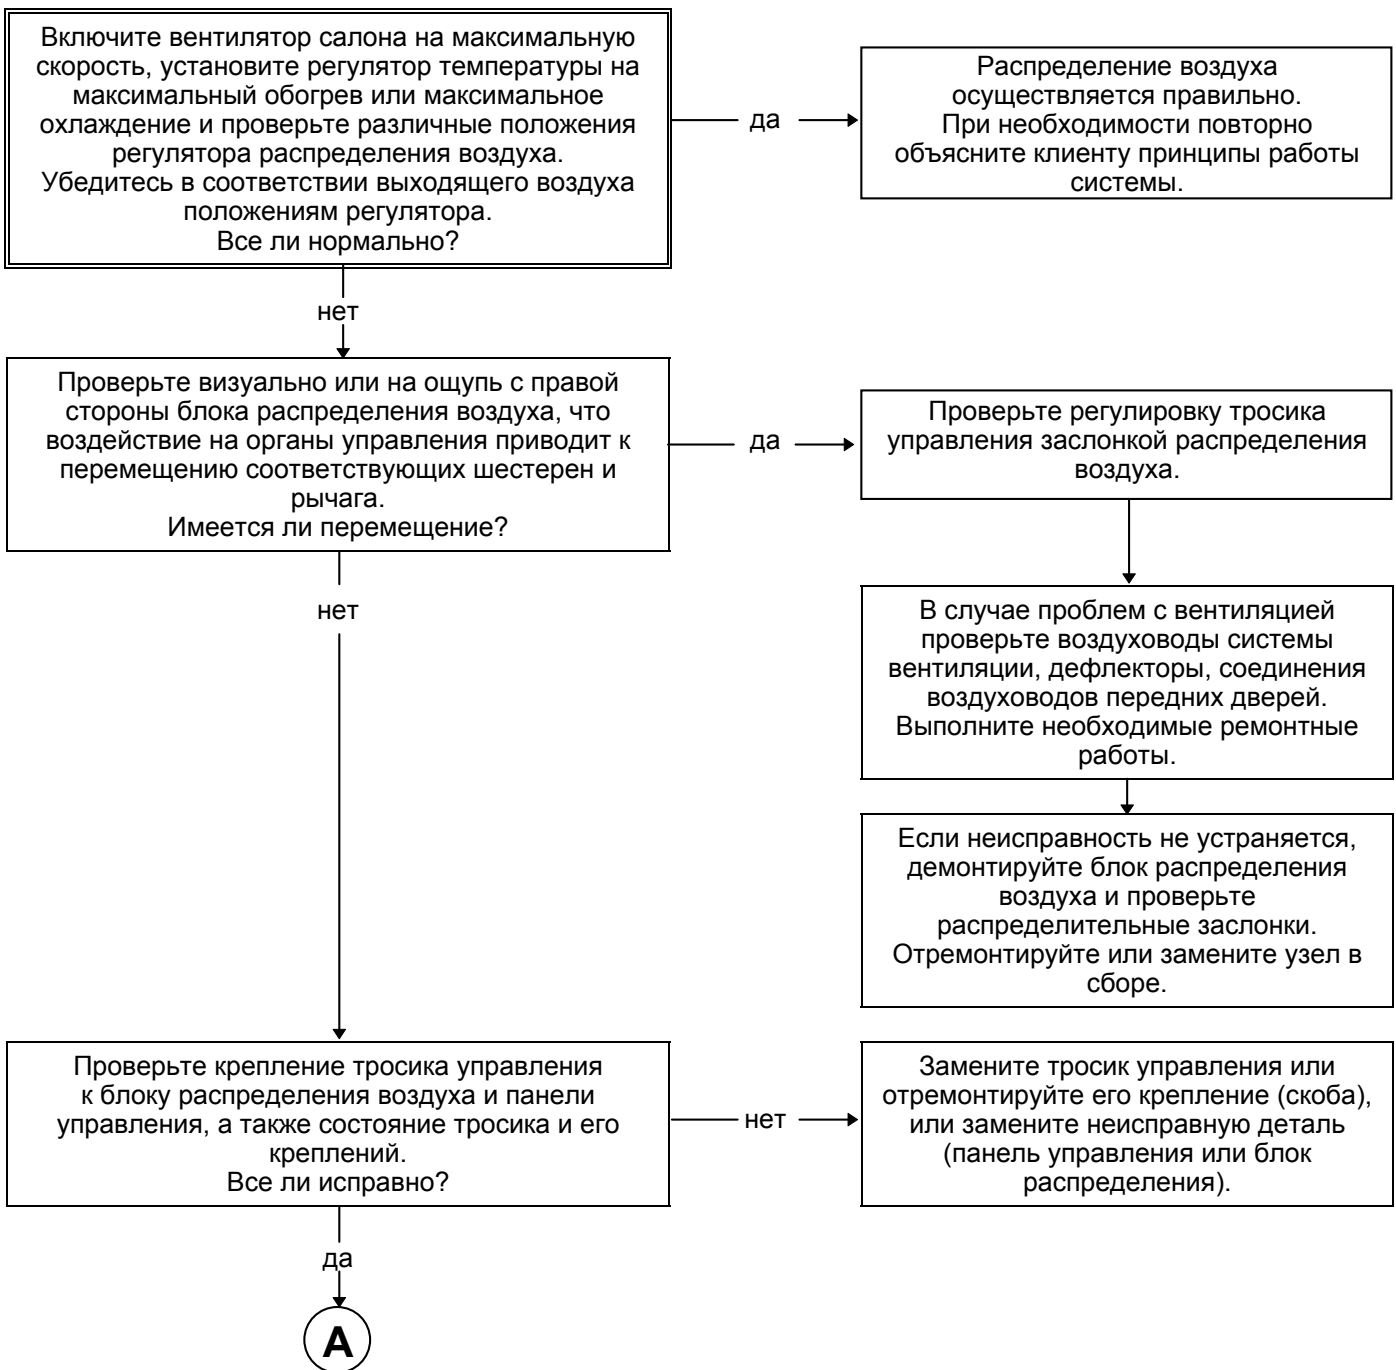 Включите вентилятор салона на максимальную
скорость, установите регулятор температуры на
максимальный обогрев или максимальное
охлаждение и проверьте различные положения
регулятора распределения воздуха.
Убедитесь в соответствии выходящего воздуха
положениям регулятора.
Все ли нормально?
да
Распределение воздуха
осуществляется правильно.
При необходимости повторно
объясните клиенту принципы работы
системы.
нет
Проверьте визуально или на ощупь с правой
стороны блока распределения воздуха, что
воздействие на органы управления приводит к
перемещению соответствующих шестерен и
рычага.
Имеется ли перемещение?
да
Проверьте регулировку тросика
управления заслонкой распределения
воздуха.
нет
В случае проблем с вентиляцией
проверьте воздуховоды системы
вентиляции, дефлекторы, соединения
воздуховодов передних дверей.
Выполните необходимые ремонтные
работы.
Если неисправность не устраняется,
демонтируйте блок распределения
воздуха и проверьте
распределительные заслонки.
Отремонтируйте или замените узел в
сборе.
Проверьте крепление тросика управления
к блоку распределения воздуха и панели
управления, а также состояние тросика и его
креплений.
Все ли исправно?
нет
Замените тросик управления или
отремонтируйте его крепление (скоба),
или замените неисправную деталь
(панель управления или блок
распределения).
да
А